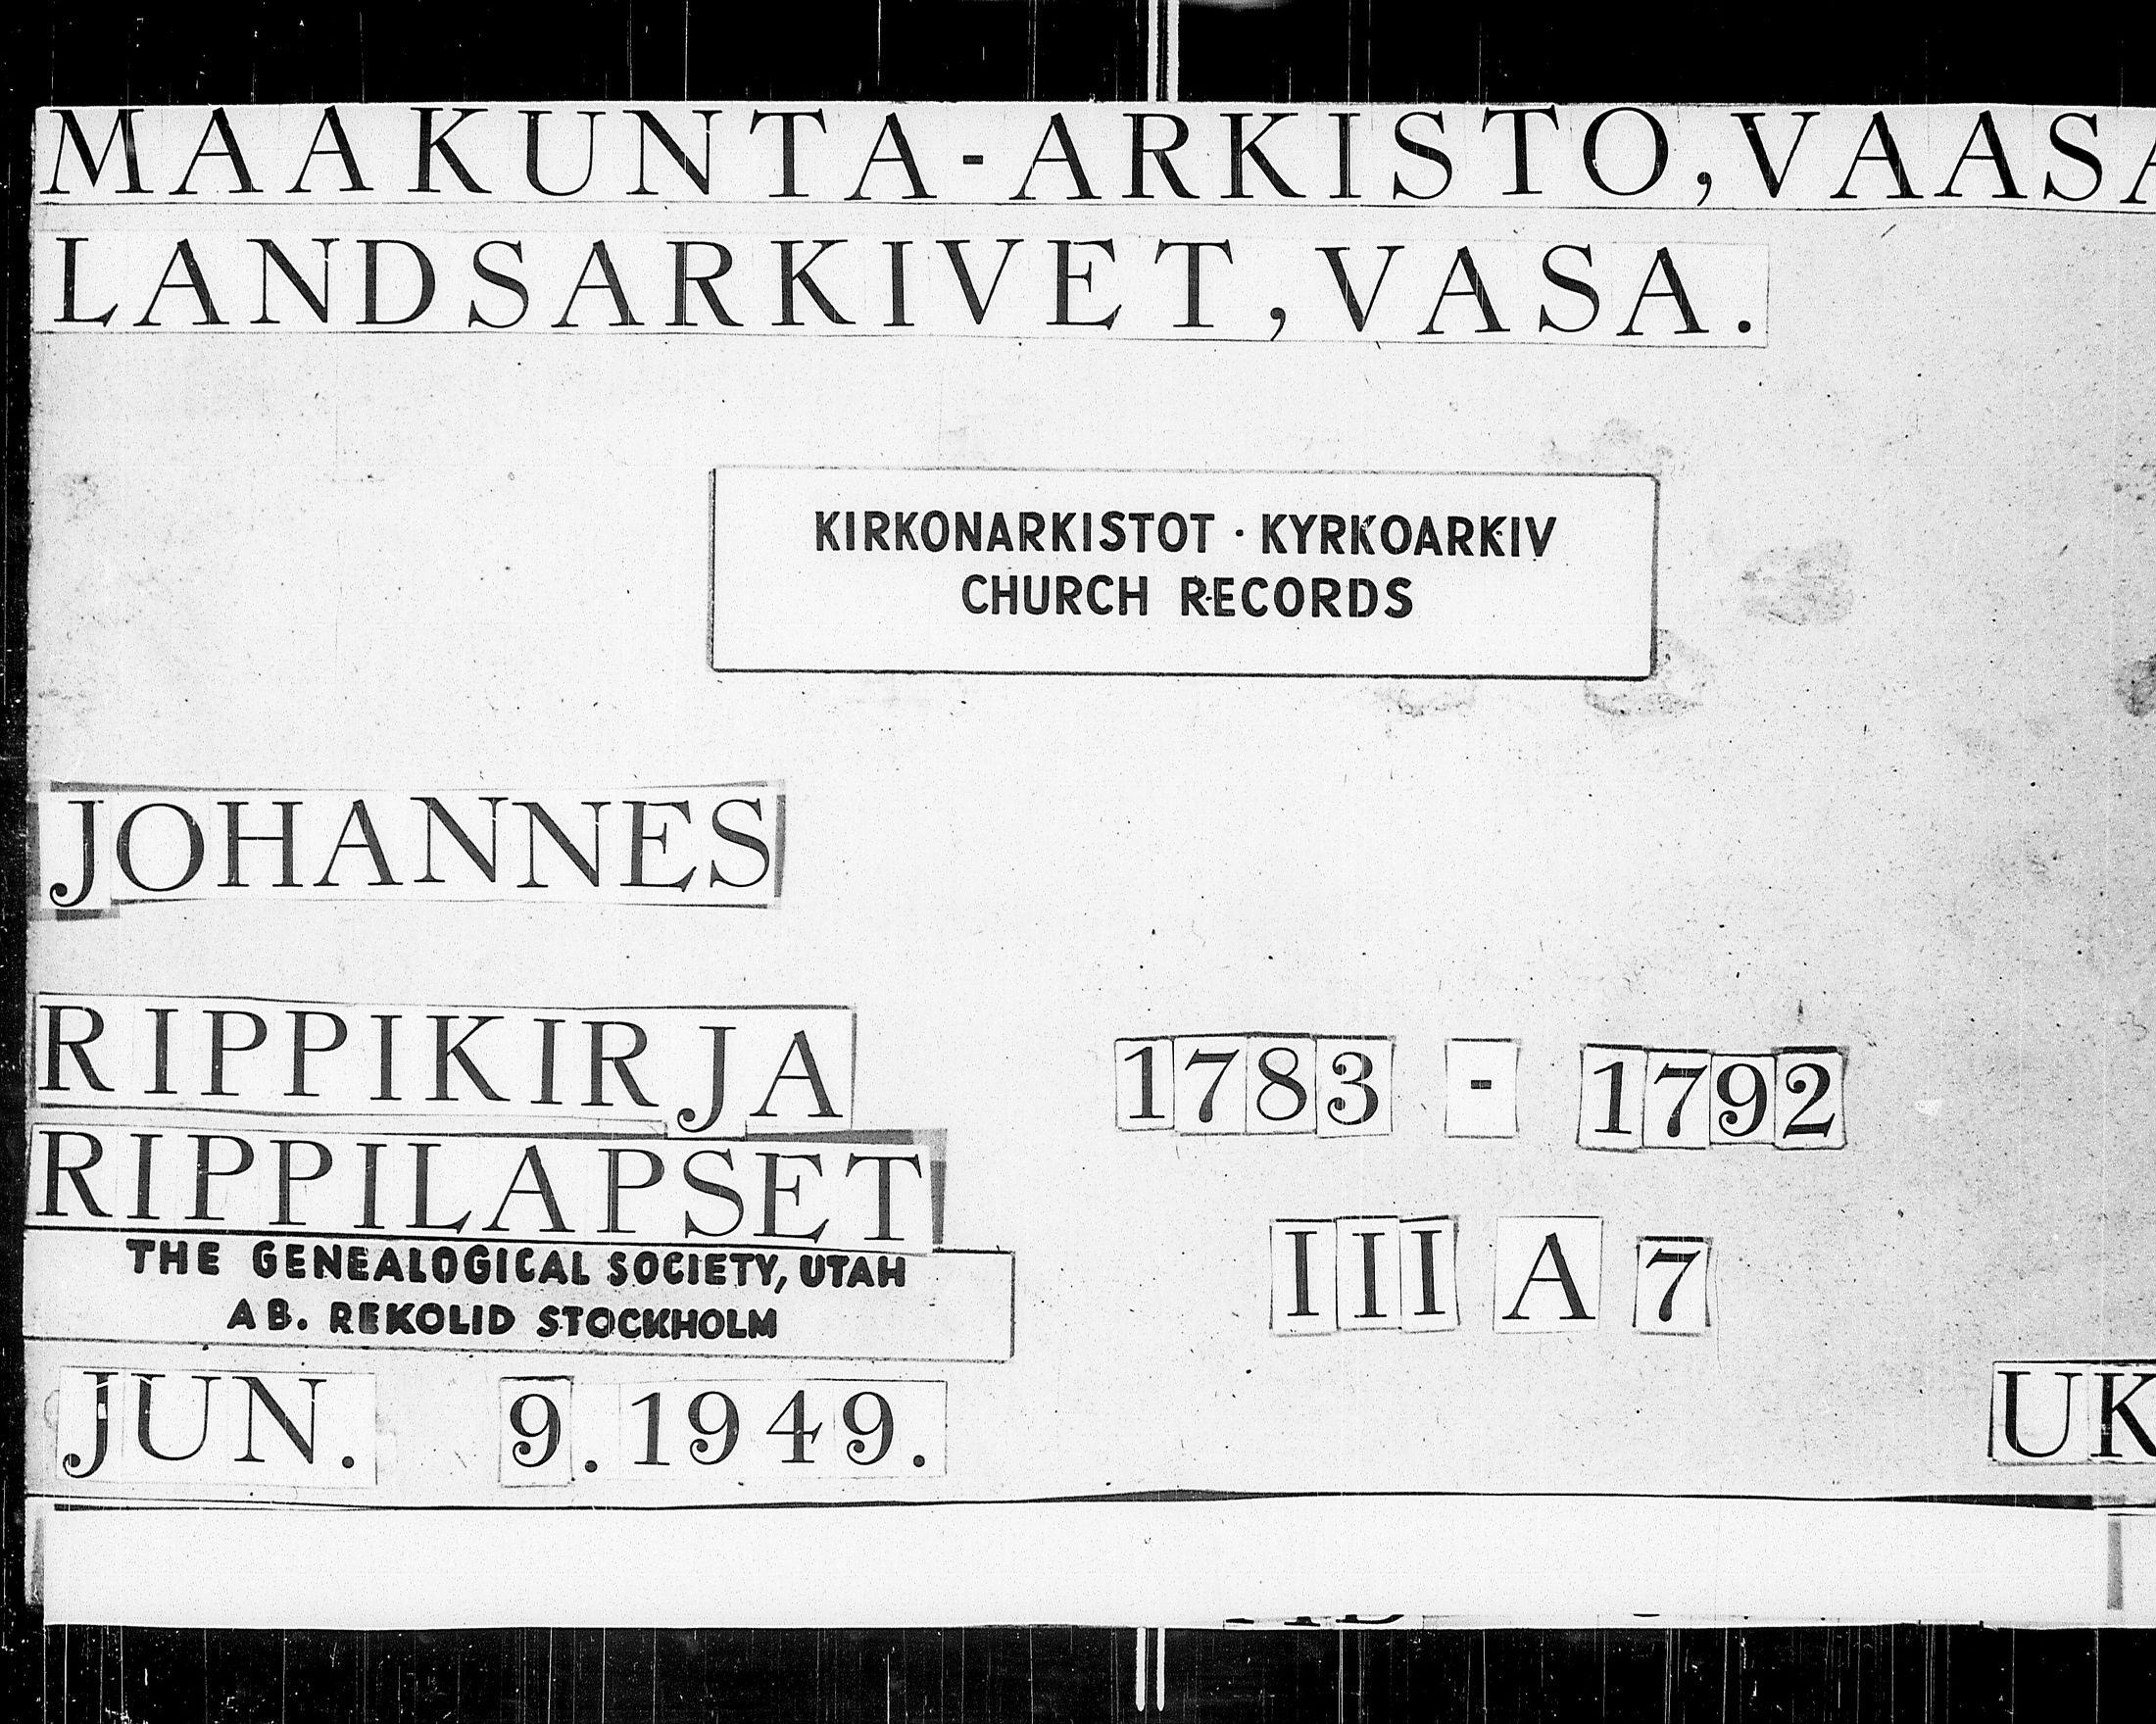 MAAKUNTA-ARKISTO, VAASA
LANDSARKIVET, VASA.
KIRKONARKISTOT · KYRKOARKIV
CHURCH RECORDS
JOHANNES
RIPPIKIRJA 1783 - 1792
RIPPILAPSET
III A 7
THE GENEALOGICAL SOCIETY, UTAH
AB. REKOLID STOCKHOLM
JUN. 9. 1949. UK